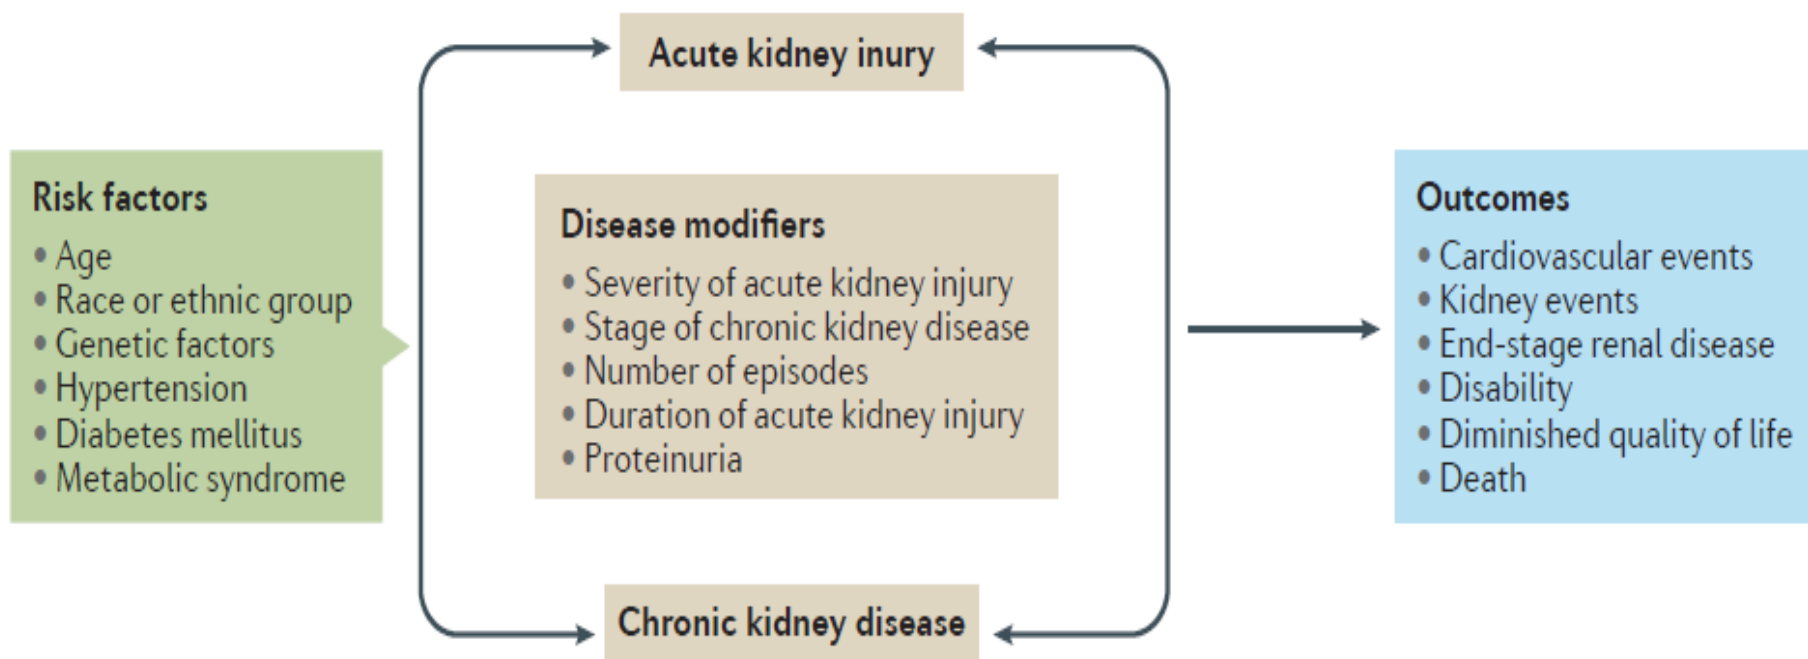 Acute kidney inury
Risk factors
• Age
• Race or ethnic group
• Genetic factors
• Hypertension
• Diabetes mellitus
• Metabolic syndrome
Disease modifiers
• Severity of acute kidney injury
• Stage of chronic kidney disease
• Number of episodes
• Duration of acute kidney injury
• Proteinuria
Outcomes
• Cardiovascular events
• Kidney events
• End-stage renal disease
• Disability
• Diminished quality of life
• Death
Chronic kidney disease